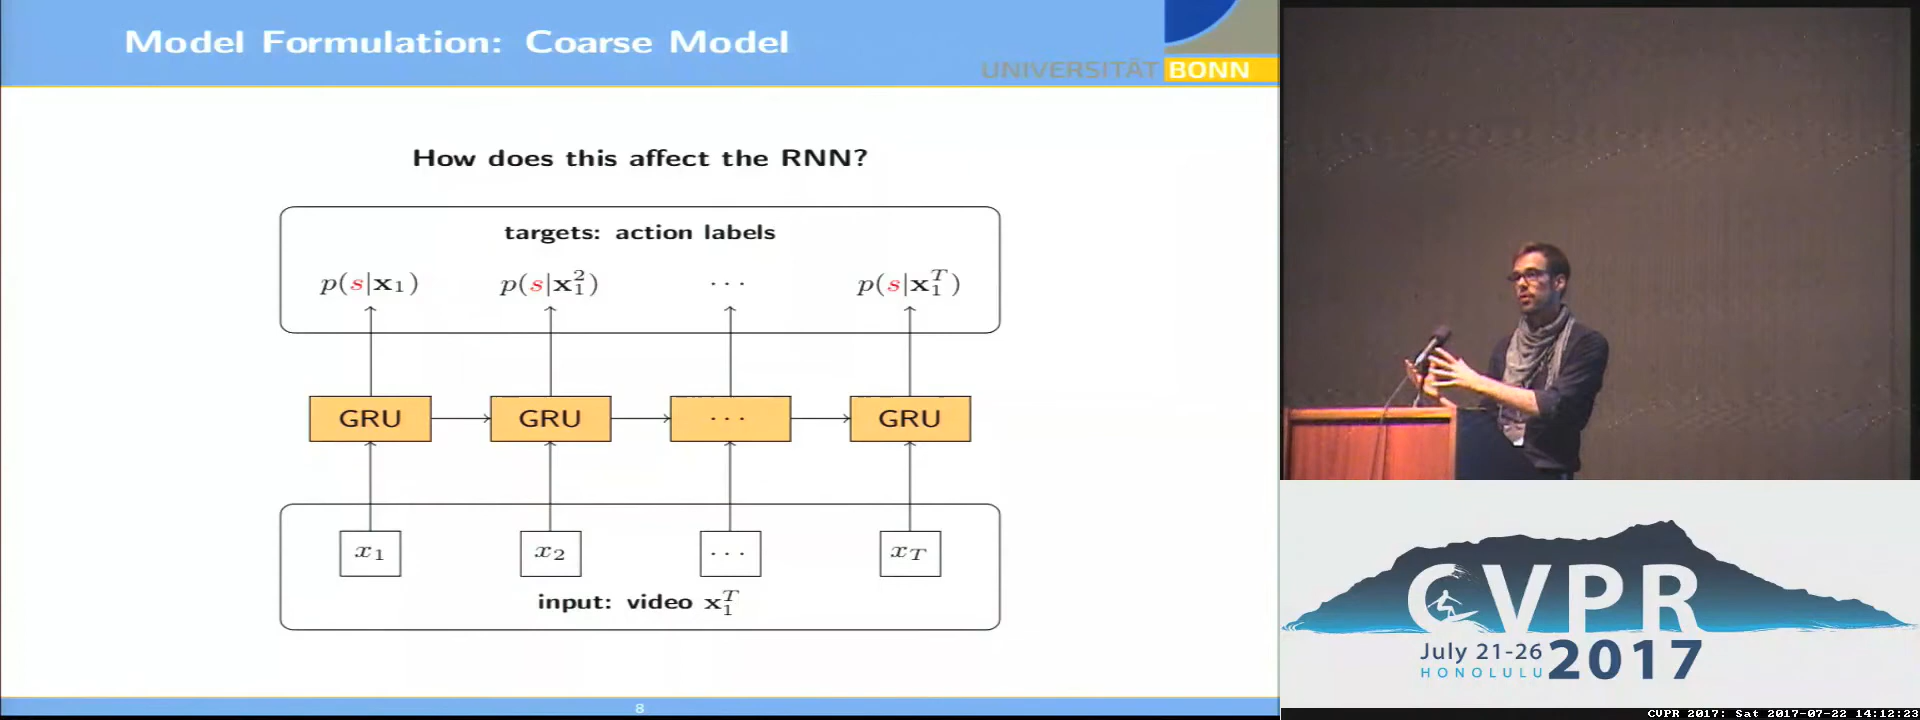 Model Formulation: Coarse Model
UNIVERSITÄT BONN
How does this affect the RNN?
targets: action labels
p(s|x₁) p(s|x₁²) ··· p(s|x₁ᵀ)
GRU GRU ··· GRU
x₁ x₂ ··· x_T
input: video x₁ᵀ
8
CVPR
July 21-26
HONOLULU
2017
CVPR 2017: Sat 2017-07-22 14:12:23